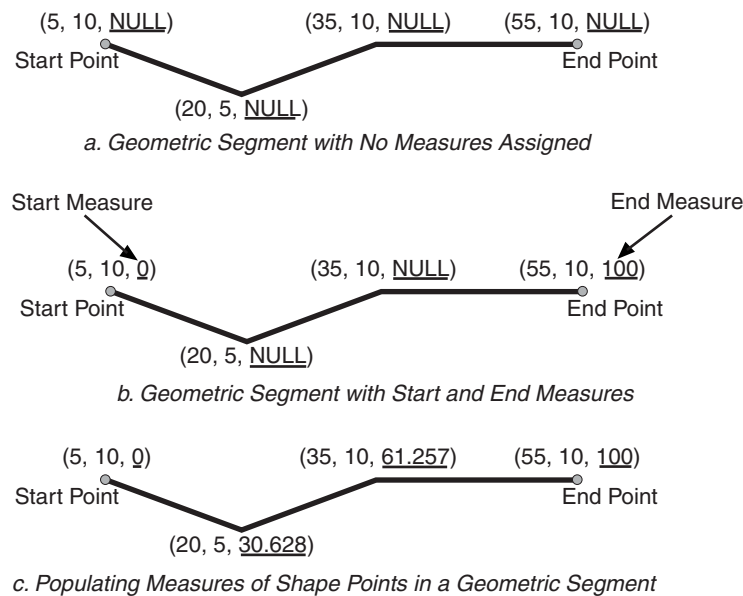 (5, 10, NULL) (35, 10, NULL) (55, 10, NULL)
Start Point End Point
(20, 5, NULL)
a. Geometric Segment with No Measures Assigned
Start Measure End Measure
(5, 10, 0) (35, 10, NULL) (55, 10, 100)
Start Point End Point
(20, 5, NULL)
b. Geometric Segment with Start and End Measures
(5, 10, 0) (35, 10, 61.257) (55, 10, 100)
Start Point End Point
(20, 5, 30.628)
c. Populating Measures of Shape Points in a Geometric Segment